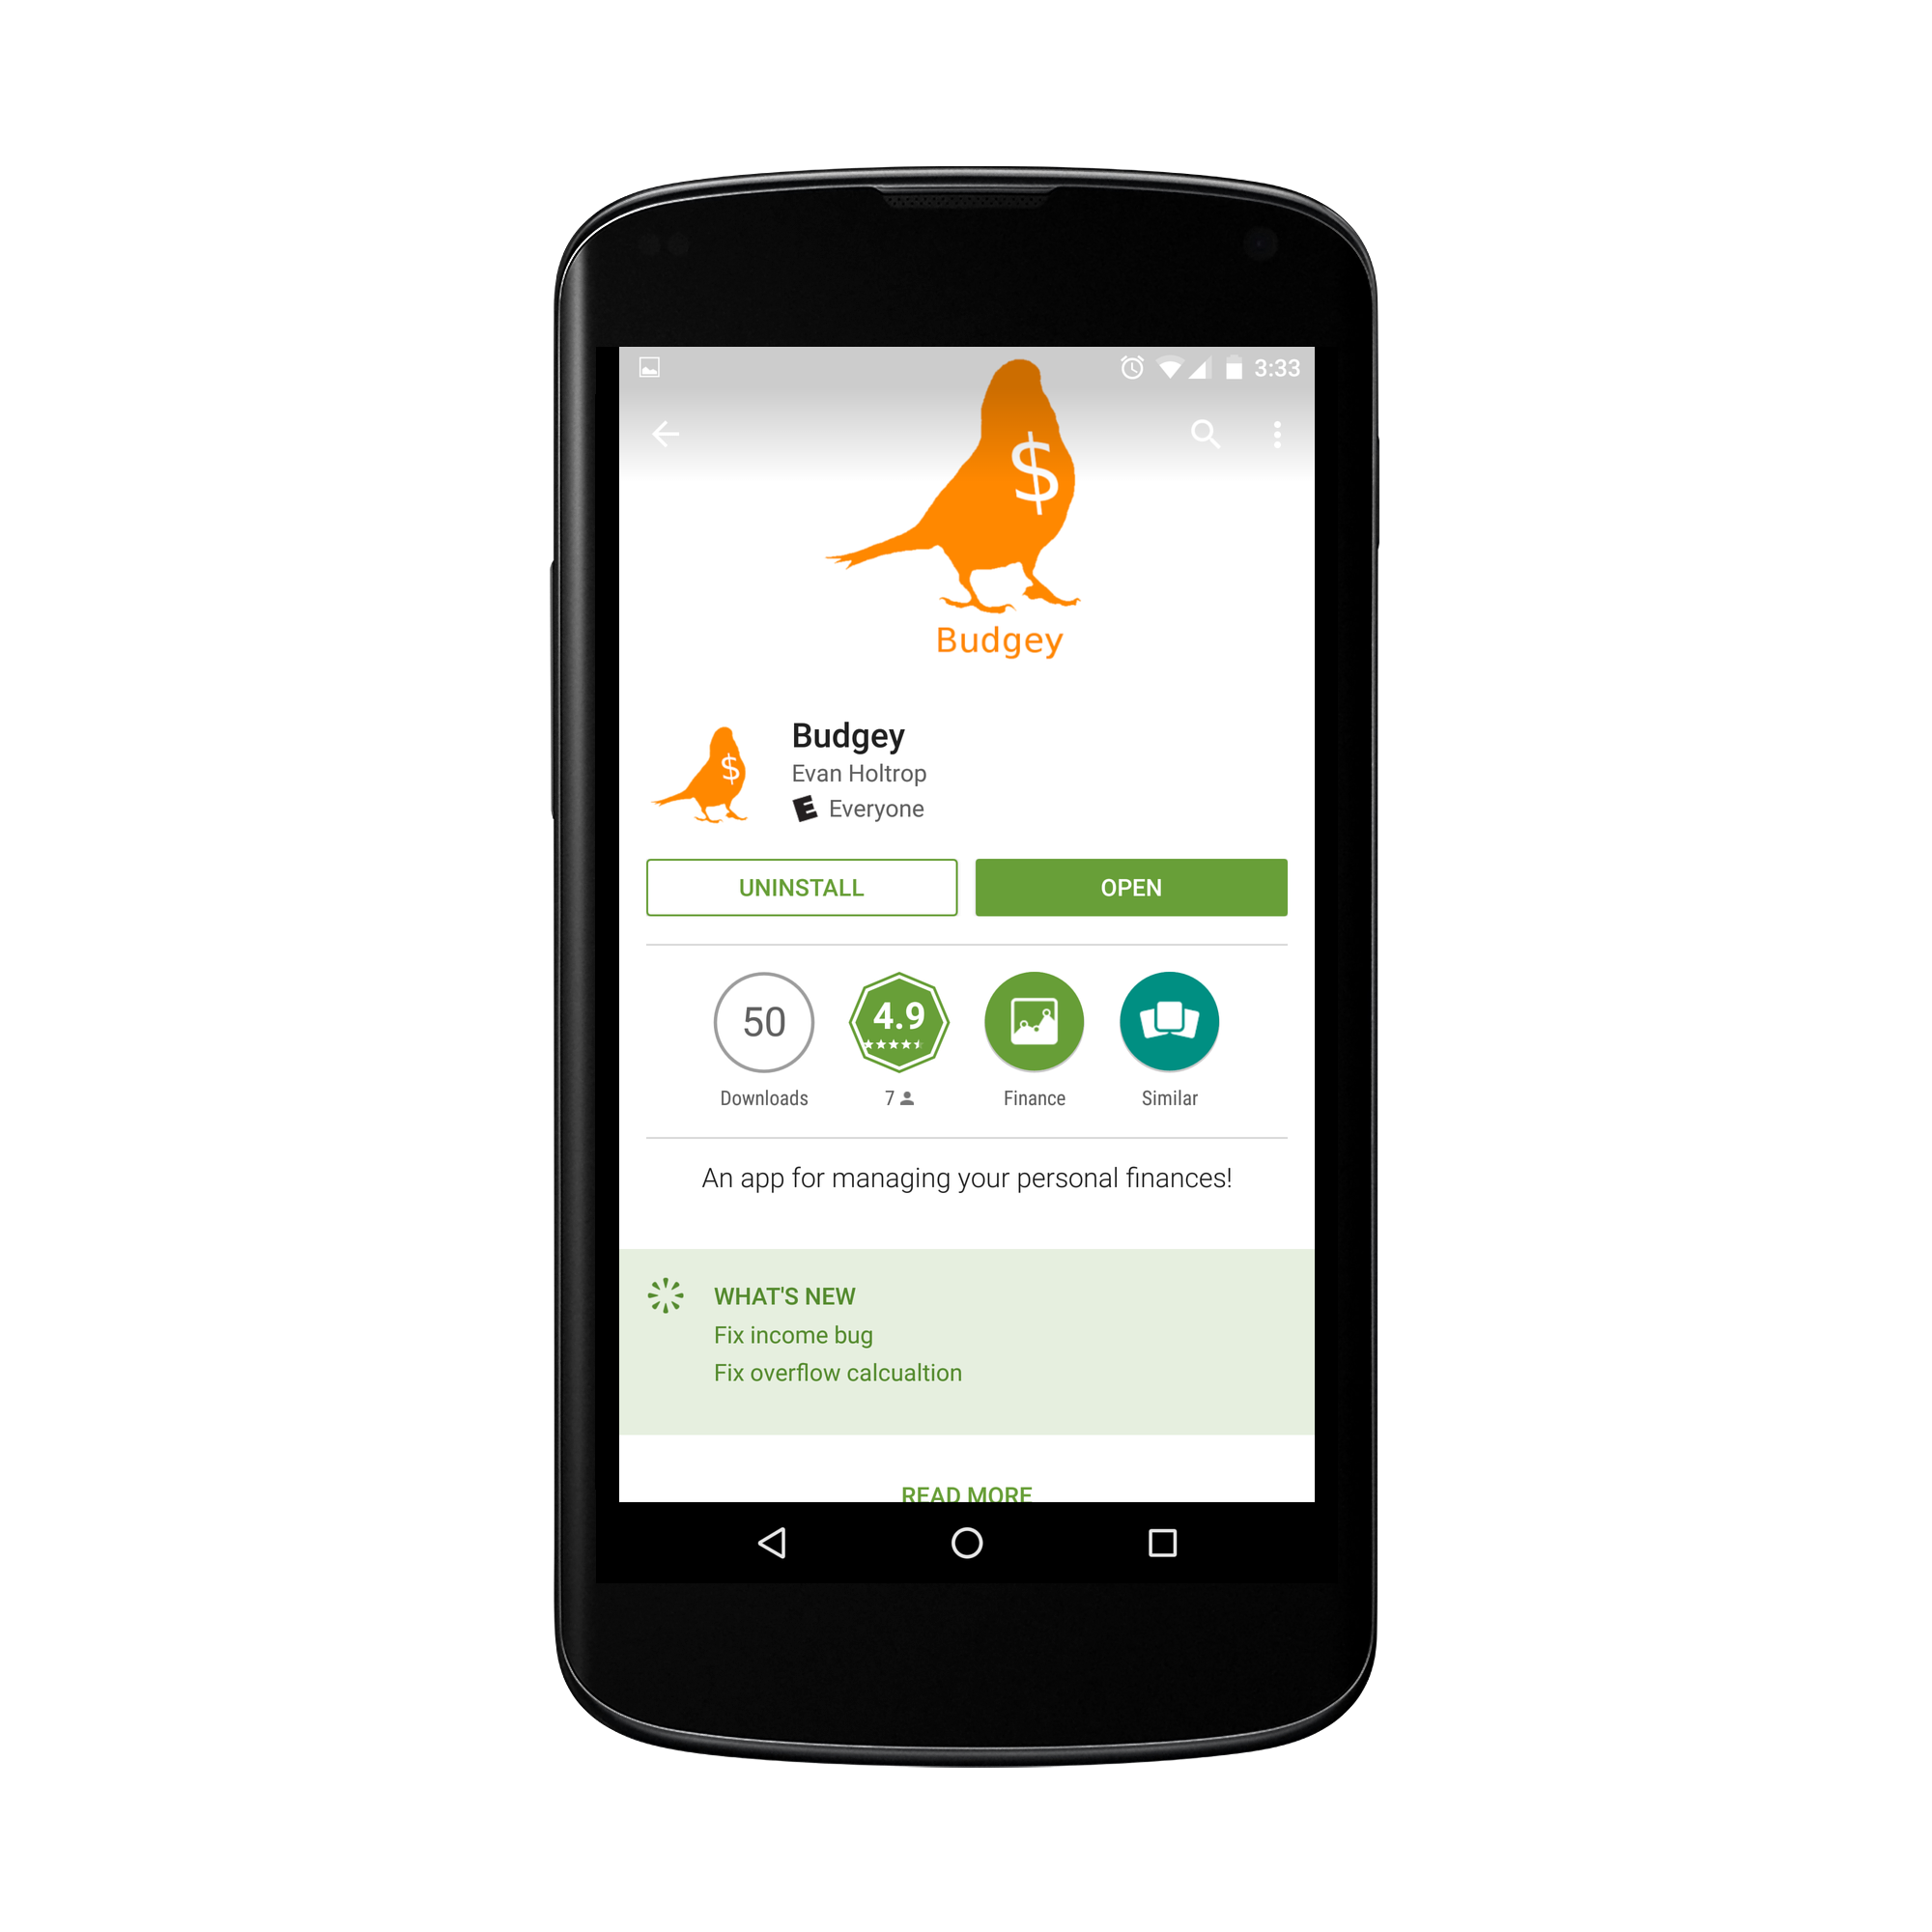 3:33
$
Budgey
$
Budgey
Evan Holtrop
E Everyone
UNINSTALL
OPEN
50
4.9
Downloads
7
Finance
Similar
An app for managing your personal finances!
WHAT'S NEW
Fix income bug
Fix overflow calcualtion
READ MORE